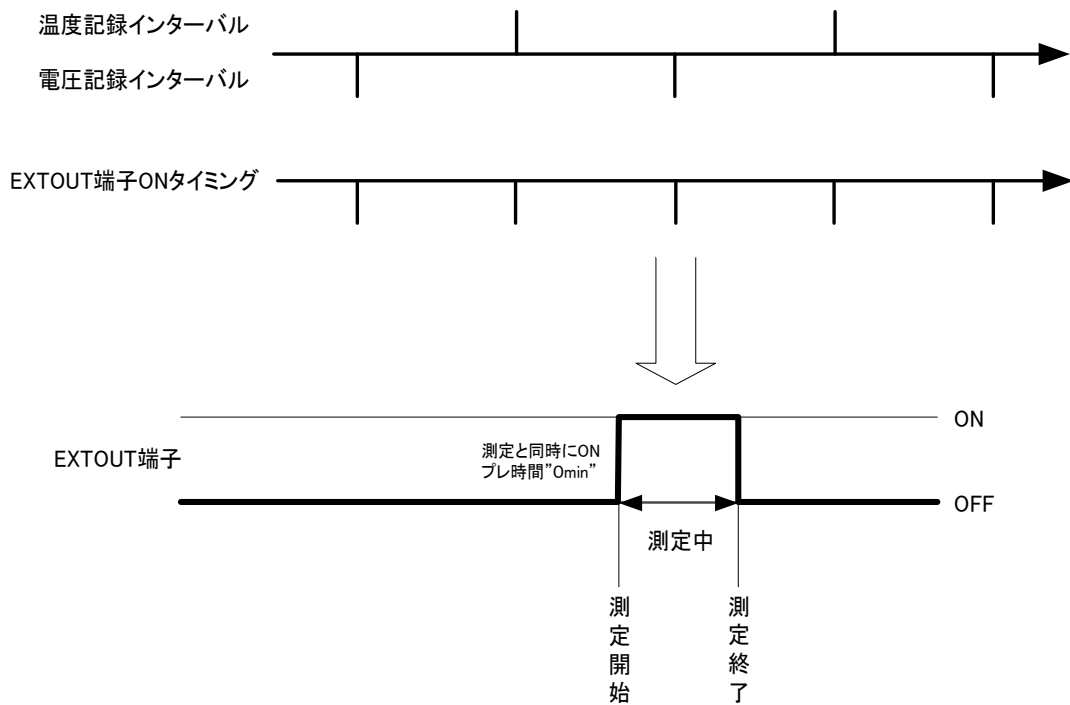 温度記録インターバル
電圧記録インターバル
EXTOUT端子ONタイミング
ON
測定と同時にON
プレ時間”0min”
EXTOUT端子
OFF
測定中
測定開始
測定終了